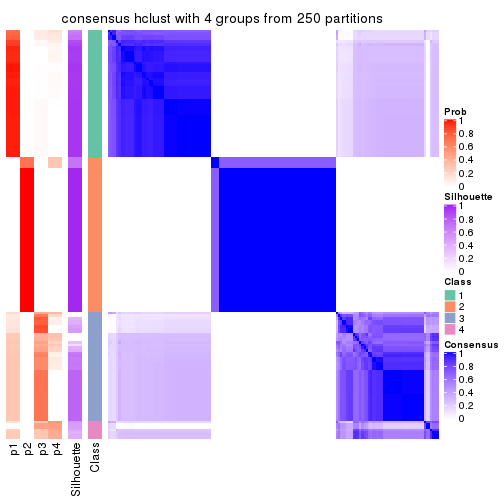 consensus hclust with 4 groups from 250 partitions
Prob
1
0.8
0.6
0.4
0.2
0
Silhouette
1
0.8
0.6
0.4
0.2
0
Class
1
2
3
4
Consensus
1
0.8
0.6
0.4
0.2
0
p1
p2
p3
p4
Silhouette
Class